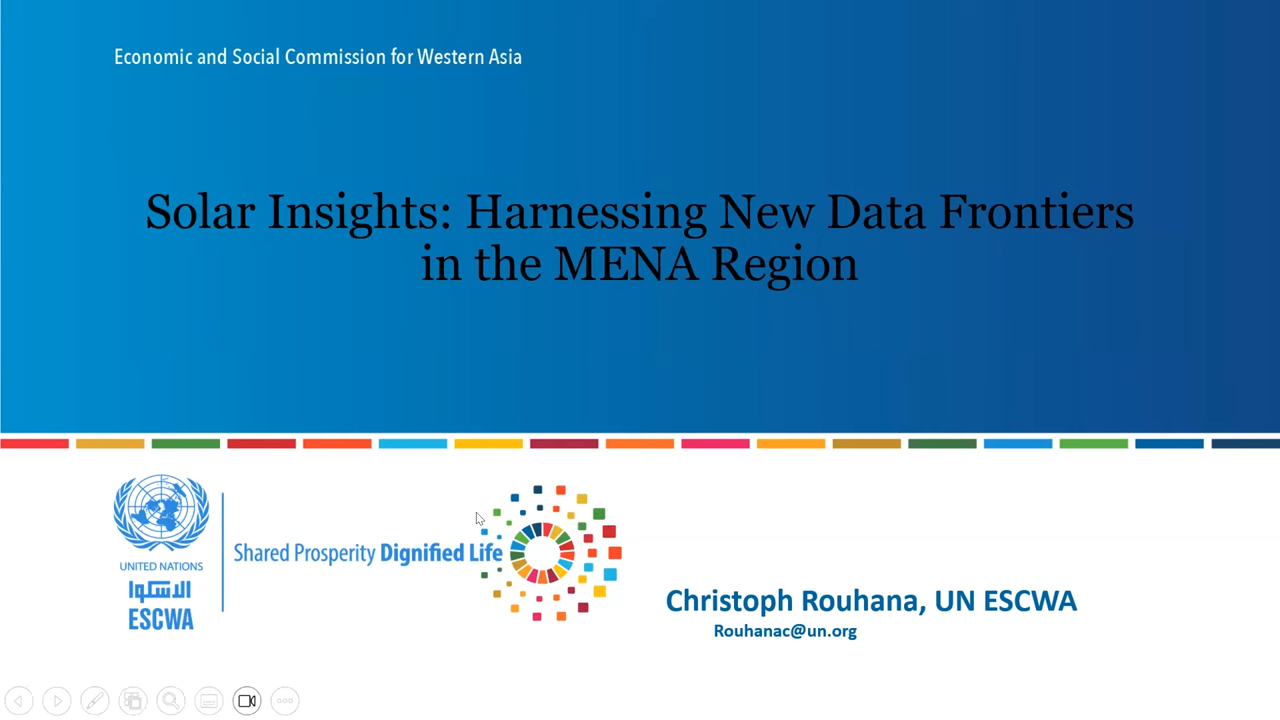 Economic and Social Commission for Western Asia
Solar Insights: Harnessing New Data Frontiers
in the MENA Region
UNITED NATIONS
الاسكوا
ESCWA
Shared Prosperity Dignified Life
Christoph Rouhana, UN ESCWA
Rouhanac@un.org